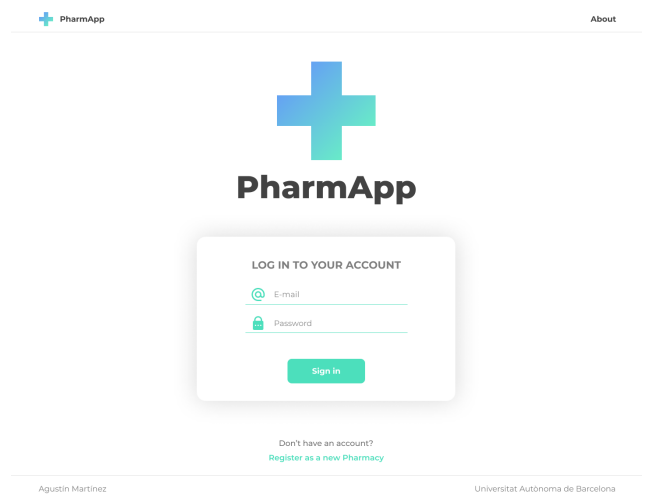 PharmApp
About
PharmApp
LOG IN TO YOUR ACCOUNT
E-mail
Password
Sign in
Don't have an account?
Register as a new Pharmacy
Agustín Martinez
Universitat Autònoma de Barcelona